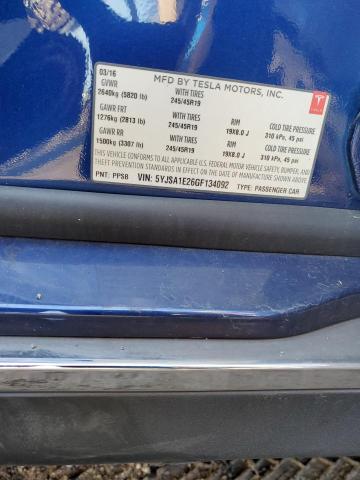 03/16 MFD BY TESLA MOTORS, INC.
GVWR
2640kg (5820 lb) WITH TIRES 245/45R19
GAWR FRT WITH TIRES RIM COLD TIRE PRESSURE
1276kg (2813 lb) 245/45R19 19X8.0 J 310 kPa, 45 psi
GAWR RR WITH TIRES RIM COLD TIRE PRESSURE
1500kg (3307 lb) 245/45R19 19X8.0 J 310 kPa, 45 psi
THIS VEHICLE CONFORMS TO ALL APPLICABLE U.S. FEDERAL MOTOR VEHICLE SAFETY, BUMPER, AND
THEFT PREVENTION STANDARDS IN EFFECT ON THE DATE OF MANUFACTURE SHOWN ABOVE.
PNT: PPSB VIN: 5YJSA1E26GF134092 TYPE: PASSENGER CAR
TESLA